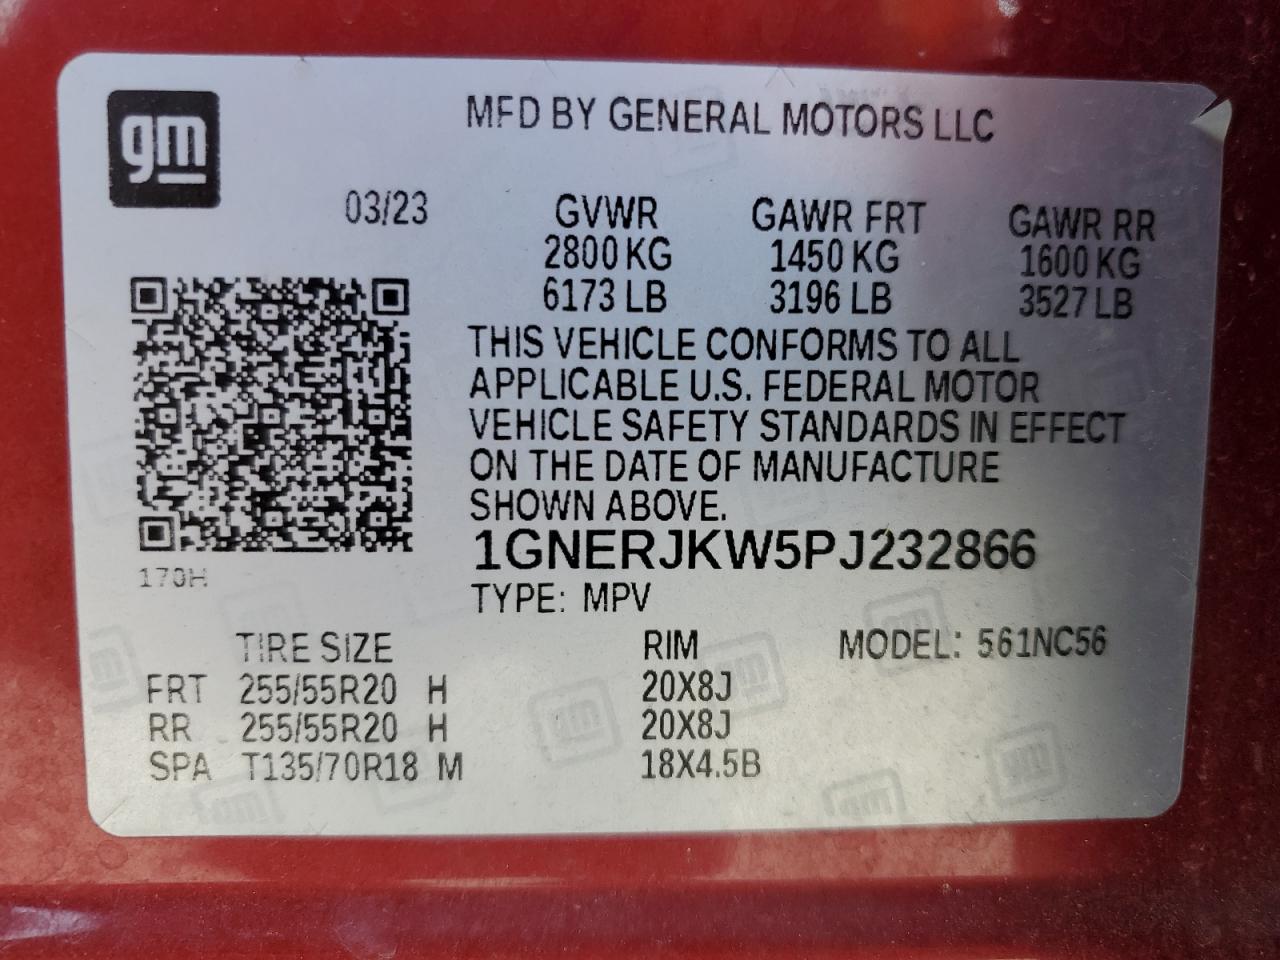 gm
MFD BY GENERAL MOTORS LLC
03/23 GVWR GAWR FRT GAWR RR
2800 KG 1450 KG 1600 KG
6173 LB 3196 LB 3527 LB
THIS VEHICLE CONFORMS TO ALL
APPLICABLE U.S. FEDERAL MOTOR
VEHICLE SAFETY STANDARDS IN EFFECT
ON THE DATE OF MANUFACTURE
SHOWN ABOVE.
1GNERJKW5PJ232866
170H
TYPE: MPV
TIRE SIZE RIM MODEL: 561NC56
FRT 255/55R20 H 20X8J
RR 255/55R20 H 20X8J
SPA T135/70R18 M 18X4.5B